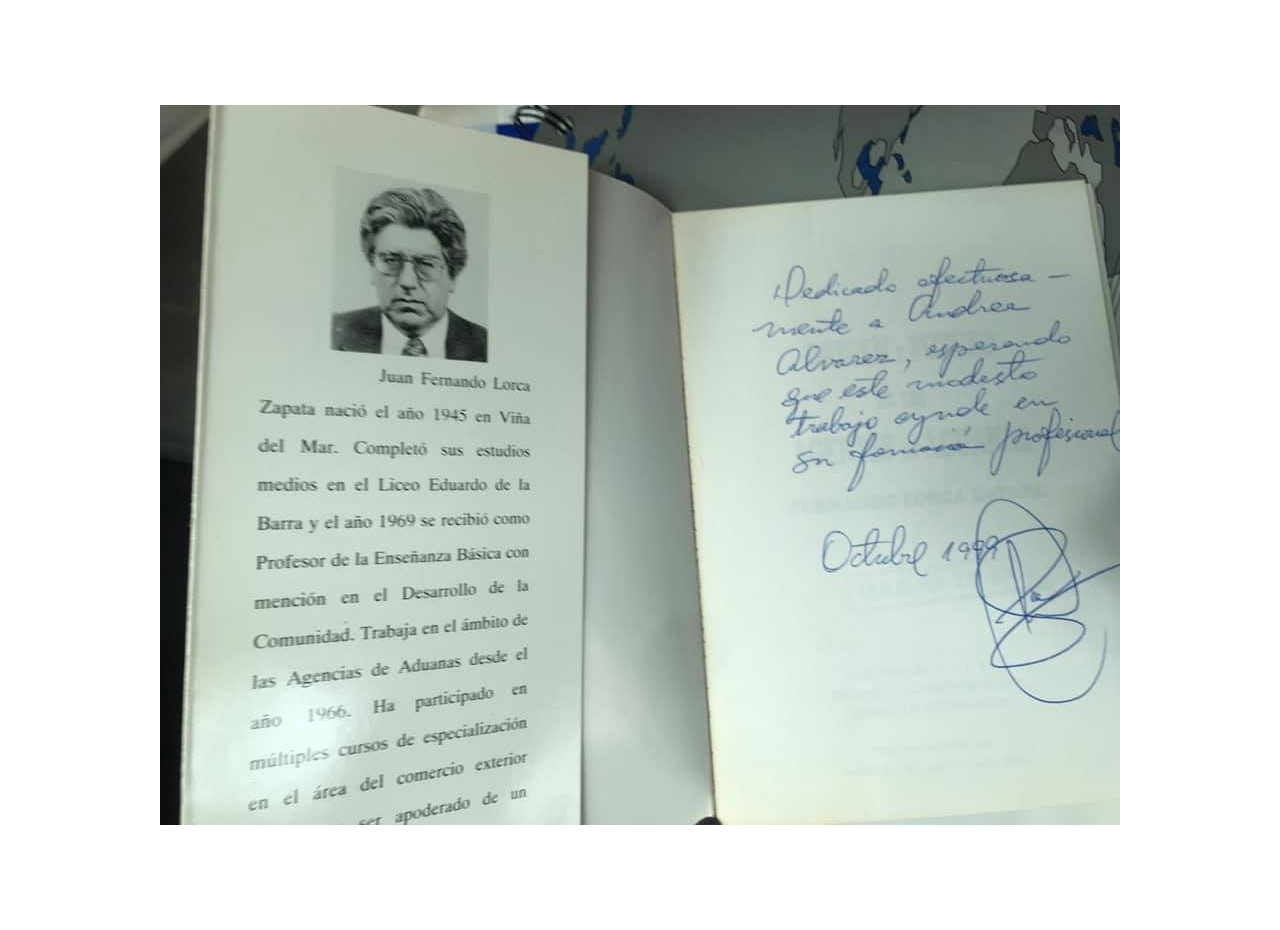 Juan Fernando Lorca
Zapata nació el año 1945 en Viña
del Mar. Completó sus estudios
medios en el Liceo Eduardo de la
Barra y el año 1969 se recibió como
Profesor de la Enseñanza Básica con
mención en el Desarrollo de la
Comunidad. Trabaja en el ámbito de
las Agencias de Aduanas desde el
año 1966. Ha participado en
múltiples cursos de especialización
en el área del comercio exterior
ser apoderado de un
Dedicado afectuosa-
mente a Andrea
Alvarez, esperando
que este modesto
trabajo ayude en
su formación profesional
Octubre 1999